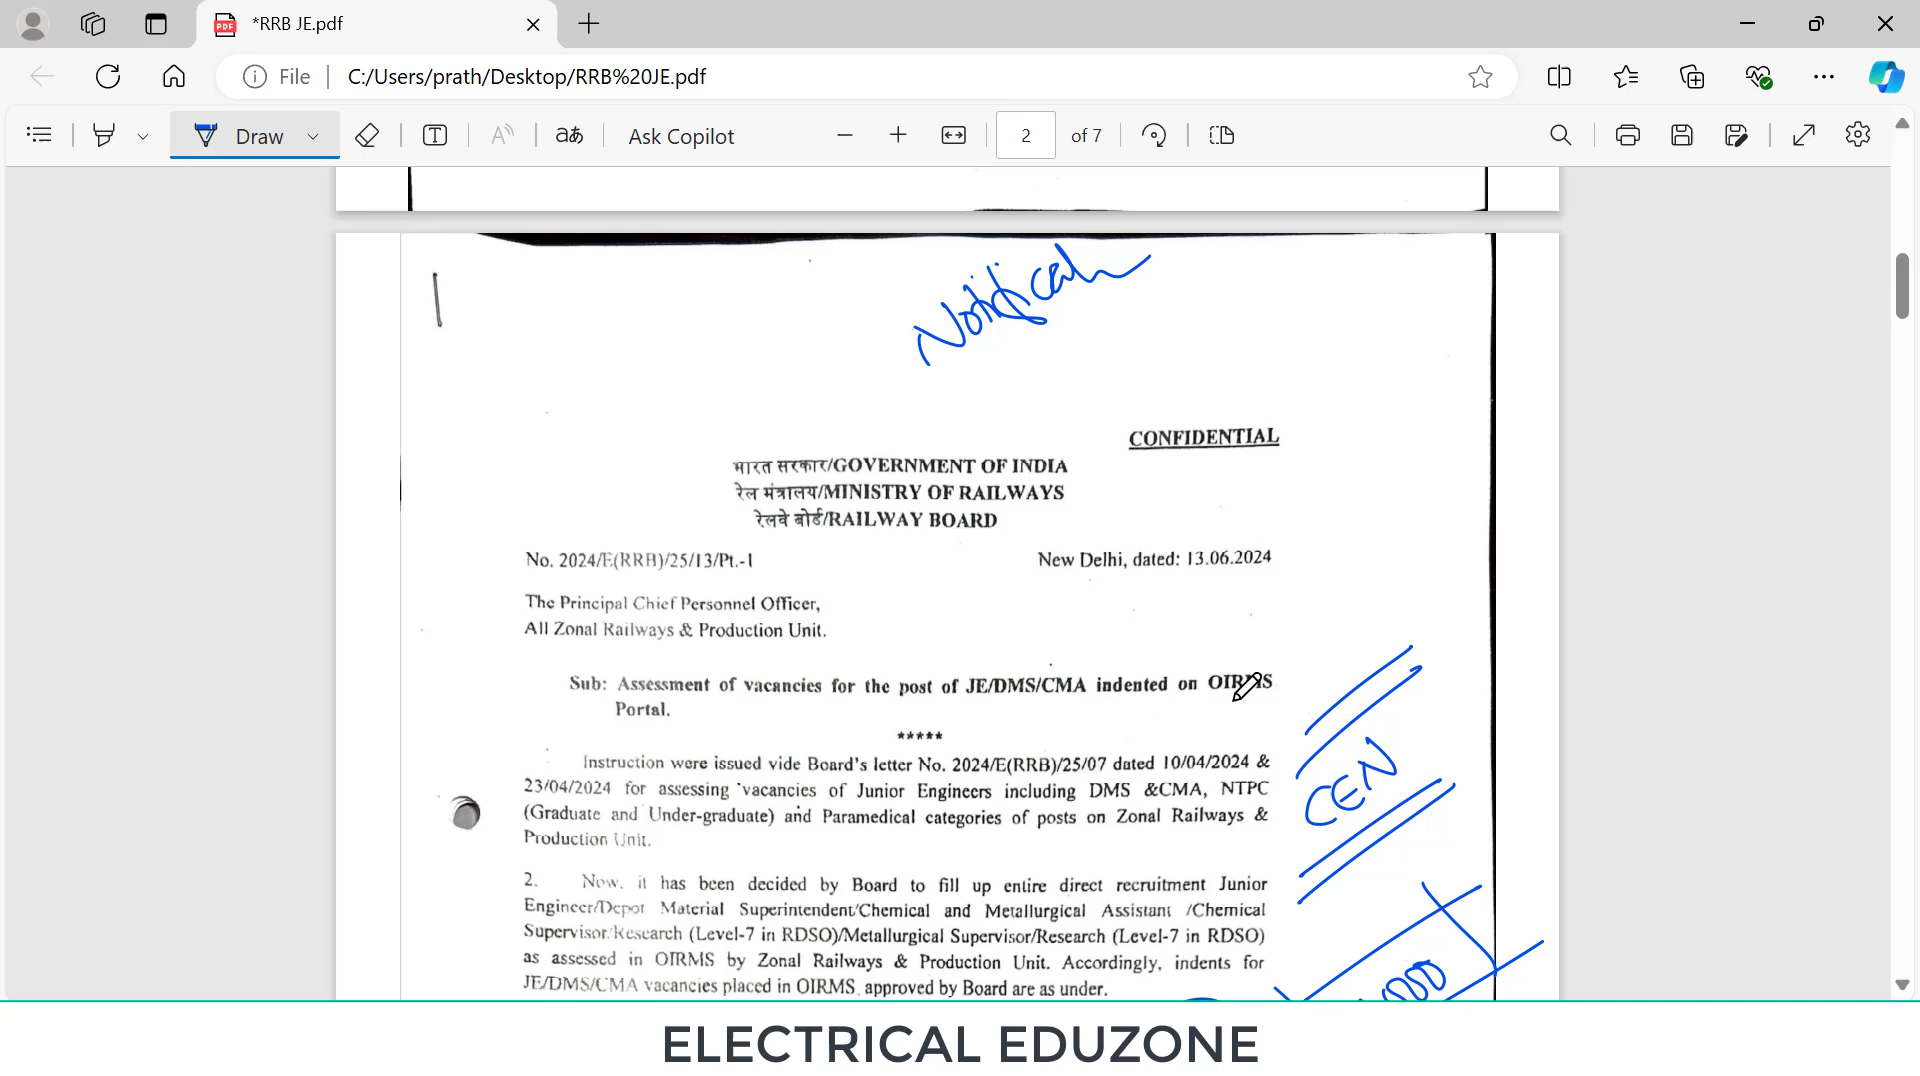 *RRB JE.pdf
File
C:/Users/prath/Desktop/RRB%20JE.pdf
Draw
aあ
Ask Copilot
2
of 7
Notificat
CONFIDENTIAL
भारत सरकार/GOVERNMENT OF INDIA
रेल मंत्रालय/MINISTRY OF RAILWAYS
रेलवे बोर्ड/RAILWAY BOARD
No. 2024/E(RRB)/25/13/Pt.-I
New Delhi, dated: 13.06.2024
The Principal Chief Personnel Officer,
All Zonal Railways & Production Unit.
Sub: Assessment of vacancies for the post of JE/DMS/CMA indented on OIRMS
Portal.
*****
Instruction were issued vide Board's letter No. 2024/E(RRB)/25/07 dated 10/04/2024 &
23/04/2024 for assessing vacancies of Junior Engineers including DMS &CMA, NTPC
(Graduate and Under-graduate) and Paramedical categories of posts on Zonal Railways &
Production Unit.
CEN
2. Now, it has been decided by Board to fill up entire direct recruitment Junior
Engineer/Depot Material Superintendent/Chemical and Metallurgical Assistant /Chemical
Supervisor/Research (Level-7 in RDSO)/Metallurgical Supervisor/Research (Level-7 in RDSO)
as assessed in OIRMS by Zonal Railways & Production Unit. Accordingly, indents for
JE/DMS/CMA vacancies placed in OIRMS, approved by Board are as under.
ELECTRICAL EDUZONE